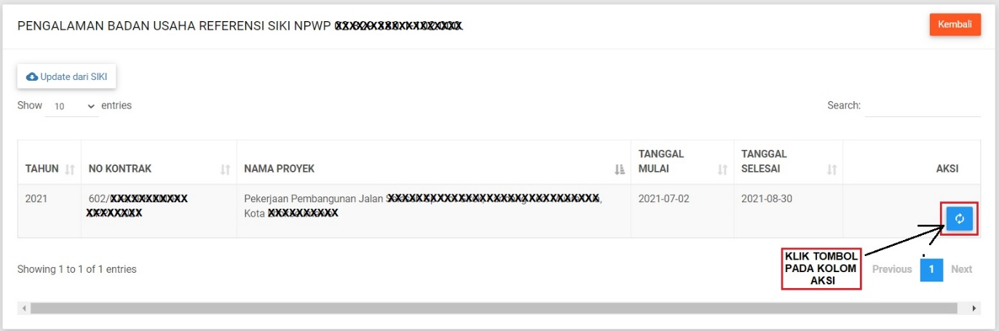 PENGALAMAN BADAN USAHA REFERENSI SIKI NPWP
Kembali
Update dari SIKI
Show 10 entries
Search:
TAHUN NO KONTRAK NAMA PROYEK TANGGAL MULAI TANGGAL SELESAI AKSI
2021 602/ Pekerjaan Pembangunan Jalan 2021-07-02 2021-08-30
Kota
KLIK TOMBOL
PADA KOLOM
AKSI
Showing 1 to 1 of 1 entries
Previous 1 Next